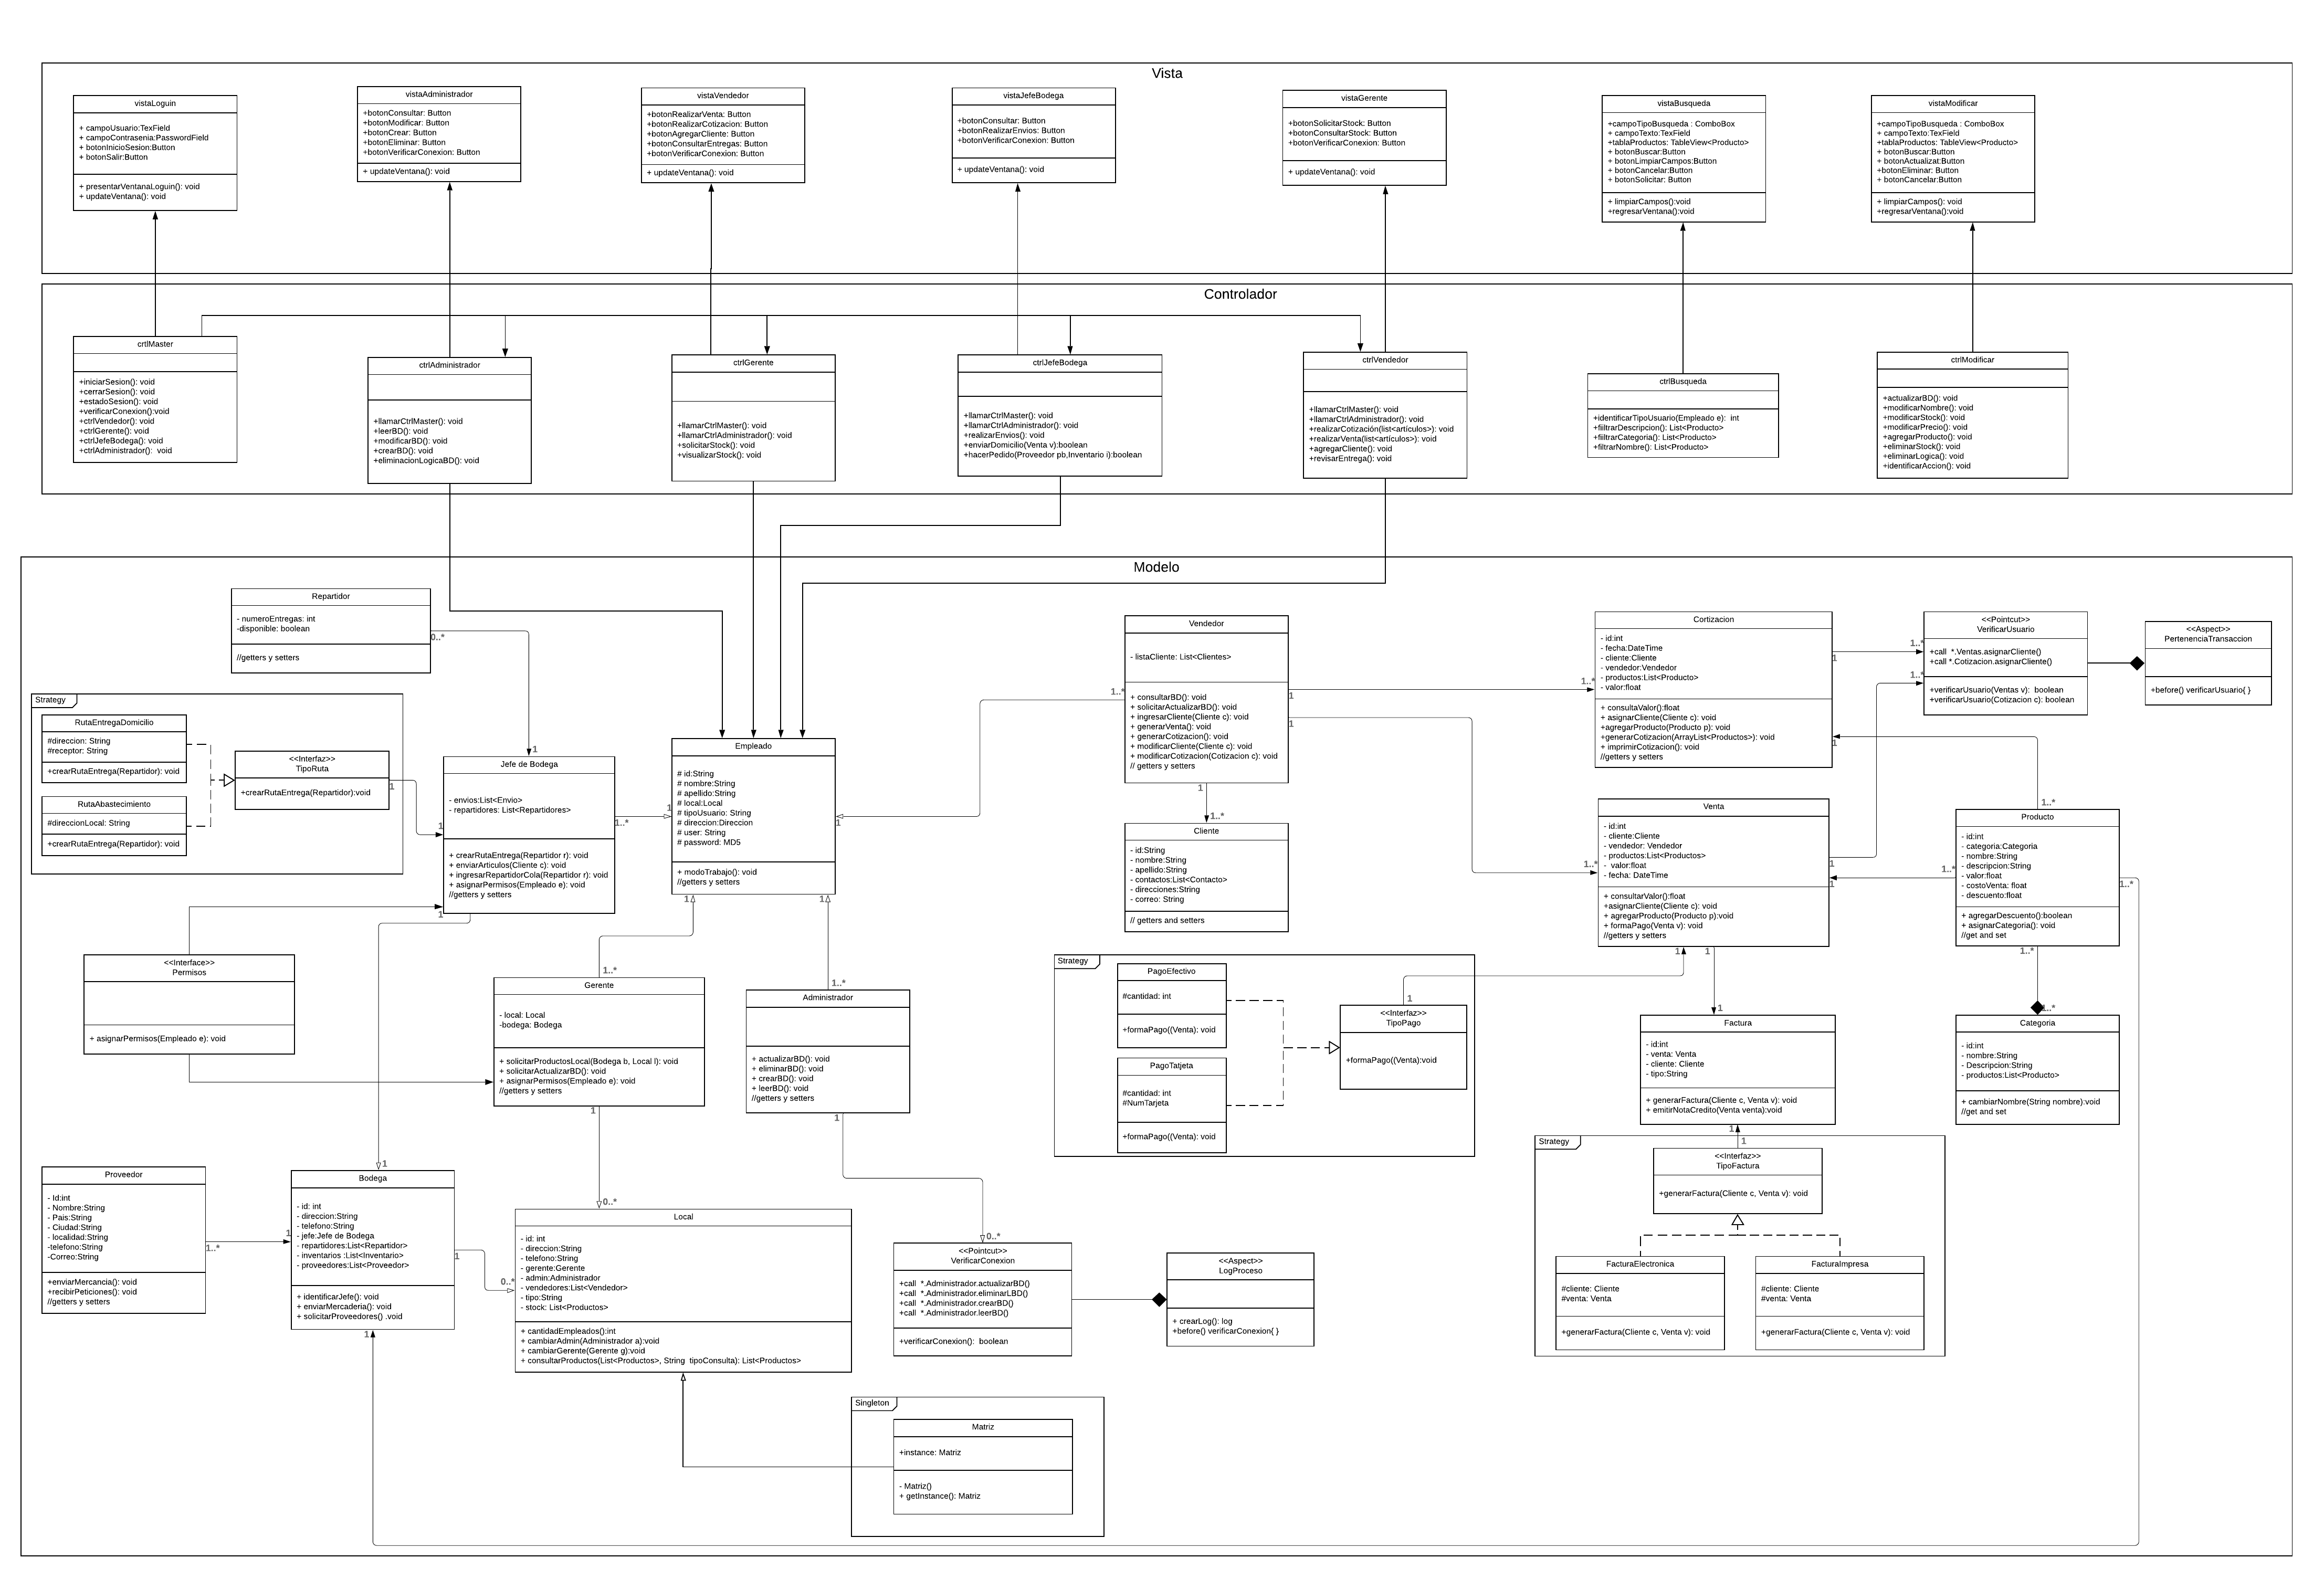 Vista
vistaLoguin
+ campoUsuario:TexField
+ campoContrasenia:PasswordField
+ botonInicioSesion:Button
+ botonSalir:Button
+ presentarVentanaLoguin(): void
+ updateVentana(): void
vistaAdministrador
+botonConsultar: Button
+botonModificar: Button
+botonCrear: Button
+botonEliminar: Button
+botonVerificarConexion: Button
+ updateVentana(): void
vistaVendedor
+botonRealizarVenta: Button
+botonRealizarCotizacion: Button
+botonAgregarCliente: Button
+botonConsultarEntregas: Button
+botonVerificarConexion: Button
+ updateVentana(): void
vistaJefeBodega
+botonConsultar: Button
+botonRealizarEnvios: Button
+botonVerificarConexion: Button
+ updateVentana(): void
vistaGerente
+botonSolicitarStock: Button
+botonConsultarStock: Button
+botonVerificarConexion: Button
+ updateVentana(): void
vistaBusqueda
+campoTipoBusqueda : ComboBox
+ campoTexto:TexField
+tablaProductos: TableView<Producto>
+ botonBuscar:Button
+ botonLimpiarCampos:Button
+ botonCancelar:Button
+ botonSolicitar: Button
+ limpiarCampos():void
+regresarVentana():void
vistaModificar
+campoTipoBusqueda : ComboBox
+ campoTexto:TexField
+tablaProductos: TableView<Producto>
+ botonBuscar:Button
+ botonActualizat:Button
+botonEliminar: Button
+ botonCancelar:Button
+ limpiarCampos(): void
+regresarVentana():void
Controlador
crtlMaster
+iniciarSesion(): void
+cerrarSesion(): void
+estadoSesion(): void
+verificarConexion():void
+ctrlVendedor(): void
+ctrlGerente(): void
+ctrlJefeBodega(): void
+ctrlAdministrador():  void
ctrlAdministrador
+llamarCtrlMaster(): void
+leerBD(): void
+modificarBD(): void
+crearBD(): void
+eliminacionLogicaBD(): void
ctrlGerente
+llamarCtrlMaster(): void
+llamarCtrlAdministrador(): void
+solicitarStock(): void
+visualizarStock(): void
ctrlJefeBodega
+llamarCtrlMaster(): void
+llamarCtrlAdministrador(): void
+realizarEnvios(): void
+enviarDomicilio(Venta v):boolean
+hacerPedido(Proveedor pb,Inventario i):boolean
ctrlVendedor
+llamarCtrlMaster(): void
+llamarCtrlAdministrador(): void
+realizarCotización(list<artículos>): void
+realizarVenta(list<artículos>): void
+agregarCliente(): void
+revisarEntrega(): void
ctrlBusqueda
+identificarTipoUsuario(Empleado e):  int
+fiiltrarDescripcion(): List<Producto>
+fiiltrarCategoria(): List<Producto>
+filtrarNombre(): List<Producto>
ctrlModificar
+actualizarBD(): void
+modificarNombre(): void
+modificarStock(): void
+modificarPrecio(): void
+agregarProducto(): void
+eliminarStock(): void
+eliminarLogica(): void
+identificarAccion(): void
Modelo
Repartidor
- numeroEntregas: int
-disponible: boolean
//getters y setters
0..*
1
Strategy
RutaEntregaDomicilio
#direccion: String
#receptor: String
+crearRutaEntrega(Repartidor): void
RutaAbastecimiento
#direccionLocal: String
+crearRutaEntrega(Repartidor): void
<<Interfaz>>
TipoRuta
+crearRutaEntrega(Repartidor):void
1
1
Jefe de Bodega
- envios:List<Envio>
- repartidores: List<Repartidores>
+ crearRutaEntrega(Repartidor r): void
+ enviarArticulos(Cliente c): void
+ ingresarRepartidorCola(Repartidor r): void
+ asignarPermisos(Empleado e): void
//getters y setters
1..*
1
1
Empleado
# id:String
# nombre:String
# apellido:String
# local:Local
# tipoUsuario: String
# direccion:Direccion
# user: String
# password: MD5
+ modoTrabajo(): void
//getters y setters
1
1
1
Vendedor
- listaCliente: List<Clientes>
+ consultarBD(): void
+ solicitarActualizarBD(): void
+ ingresarCliente(Cliente c): void
+ generarVenta(): void
+ generarCotizacion(): void
+ modificarCliente(Cliente c): void
+ modificarCotizacion(Cotizacion c): void
// getters y setters
1..*
1
1
1
1..*
Cliente
- id:String
- nombre:String
- apellido:String
- contactos:List<Contacto>
- direcciones:String
- correo: String
// getters and setters
1..*
Cortizacion
- id:int
- fecha:DateTime
- cliente:Cliente
- vendedor:Vendedor
- productos:List<Producto>
- valor:float
+ consultaValor():float
+ asignarCliente(Cliente c): void
+agregarProducto(Producto p): void
+generarCotizacion(ArrayList<Productos>): void
+ imprimirCotizacion(): void
//getters y setters
1
1
1..*
1..*
<<Pointcut>>
VerificarUsuario
+call  *.Ventas.asignarCliente()
+call *.Cotizacion.asignarCliente()
+verificarUsuario(Ventas v):  boolean
+verificarUsuario(Cotizacion c): boolean
<<Aspect>>
PertenenciaTransaccion
+before() verificarUsuario{ }
1..*
Venta
- id:int
- cliente:Cliente
- vendedor: Vendedor
- productos:List<Productos>
-  valor:float
- fecha: DateTime
+ consultarValor():float
+asignarCliente(Cliente c): void
+ agregarProducto(Producto p):void
+ formaPago(Venta v): void
//getters y setters
1
1
1
1
1..*
1..*
1..*
Producto
- id:int
- categoria:Categoria
- nombre:String
- descripcion:String
- valor:float
- costoVenta: float
- descuento:float
+ agregarDescuento():boolean
+ asignarCategoria(): void
//get and set
1..*
1..*
Categoria
- id:int
- nombre:String
- Descripcion:String
- productos:List<Producto>
+ cambiarNombre(String nombre):void
//get and set
<<Interface>>
Permisos
+ asignarPermisos(Empleado e): void
1..*
Gerente
- local: Local
-bodega: Bodega
+ solicitarProductosLocal(Bodega b, Local l): void
+ solicitarActualizarBD(): void
+ asignarPermisos(Empleado e): void
//getters y setters
1
1..*
Administrador
+ actualizarBD(): void
+ eliminarBD(): void
+ crearBD(): void
+ leerBD(): void
//getters y setters
1
Strategy
PagoEfectivo
#cantidad: int
+formaPago((Venta): void
PagoTatjeta
#cantidad: int
#NumTarjeta
+formaPago((Venta): void
1
<<Interfaz>>
TipoPago
+formaPago((Venta):void
1
Factura
- id:int
- venta: Venta
- cliente: Cliente
- tipo:String
+ generarFactura(Cliente c, Venta v): void
+ emitirNotaCredito(Venta venta):void
1
1
Strategy
<<Interfaz>>
TipoFactura
+generarFactura(Cliente c, Venta v): void
FacturaElectronica
#cliente: Cliente
#venta: Venta
+generarFactura(Cliente c, Venta v): void
FacturaImpresa
#cliente: Cliente
#venta: Venta
+generarFactura(Cliente c, Venta v): void
Proveedor
- Id:int
- Nombre:String
- Pais:String
- Ciudad:String
- localidad:String
-telefono:String
-Correo:String
+enviarMercancia(): void
+recibirPeticiones(): void
//getters y setters
1..*
1
1
Bodega
- id: int
- direccion:String
- telefono:String
- jefe:Jefe de Bodega
- repartidores:List<Repartidor>
- inventarios :List<Inventario>
- proveedores:List<Proveedor>
+ identificarJefe(): void
+ enviarMercaderia(): void
+ solicitarProveedores() .void
1
1
0..*
0..*
Local
- id: int
- direccion:String
- telefono:String
- gerente:Gerente
- admin:Administrador
- vendedores:List<Vendedor>
- tipo:String
- stock: List<Productos>
+ cantidadEmpleados():int
+ cambiarAdmin(Administrador a):void
+ cambiarGerente(Gerente g):void
+ consultarProductos(List<Productos>, String  tipoConsulta): List<Productos>
0..*
<<Pointcut>>
VerificarConexion
+call  *.Administrador.actualizarBD()
+call  *.Administrador.eliminarLBD()
+call  *.Administrador.crearBD()
+call  *.Administrador.leerBD()
+verificarConexion():  boolean
<<Aspect>>
LogProceso
+ crearLog(): log
+before() verificarConexion{ }
Singleton
Matriz
+instance: Matriz
- Matriz()
+ getInstance(): Matriz